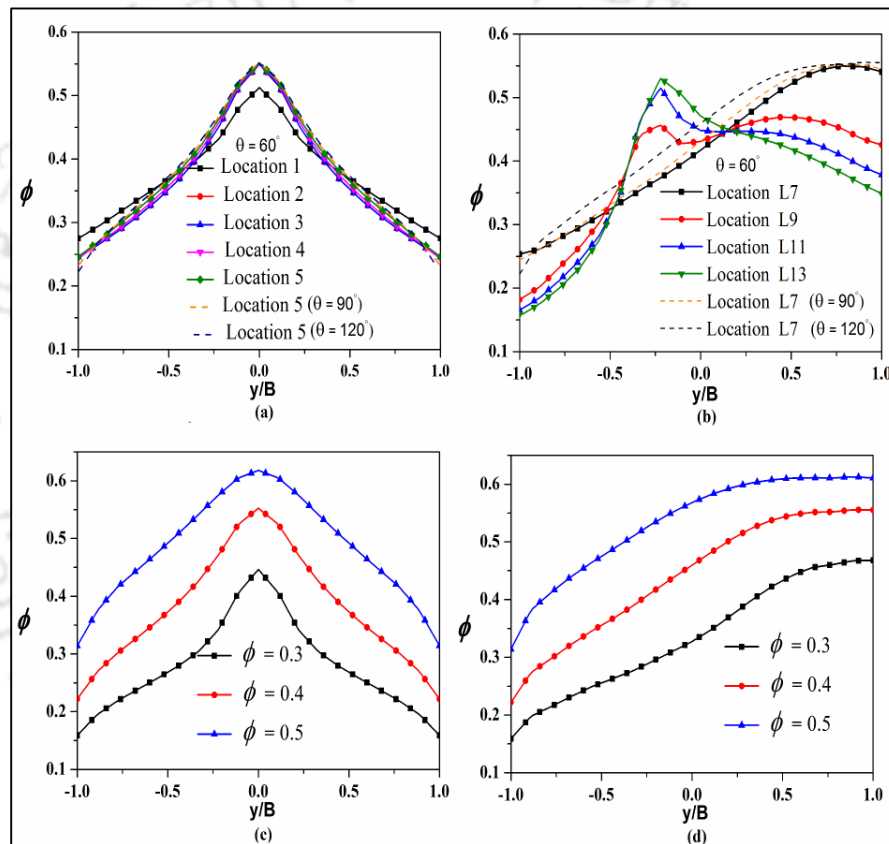 0.6
0.5
0.4
0.3
0.2
0.1
ϕ
θ = 60°
Location 1
Location 2
Location 3
Location 4
Location 5
Location 5 (θ = 90°)
Location 5 (θ = 120°)
-1.0 -0.5 0.0 0.5 1.0
y/B
(a)
0.6
0.5
0.4
0.3
0.2
0.1
ϕ
θ = 60°
Location L7
Location L9
Location L11
Location L13
Location L7 (θ = 90°)
Location L7 (θ = 120°)
-1.0 -0.5 0.0 0.5 1.0
y/B
(b)
0.6
0.5
0.4
0.3
0.2
0.1
ϕ
ϕ = 0.3
ϕ = 0.4
ϕ = 0.5
-1.0 -0.5 0.0 0.5 1.0
y/B
(c)
0.6
0.5
0.4
0.3
0.2
0.1
ϕ
ϕ = 0.3
ϕ = 0.4
ϕ = 0.5
-1.0 -0.5 0.0 0.5 1.0
y/B
(d)